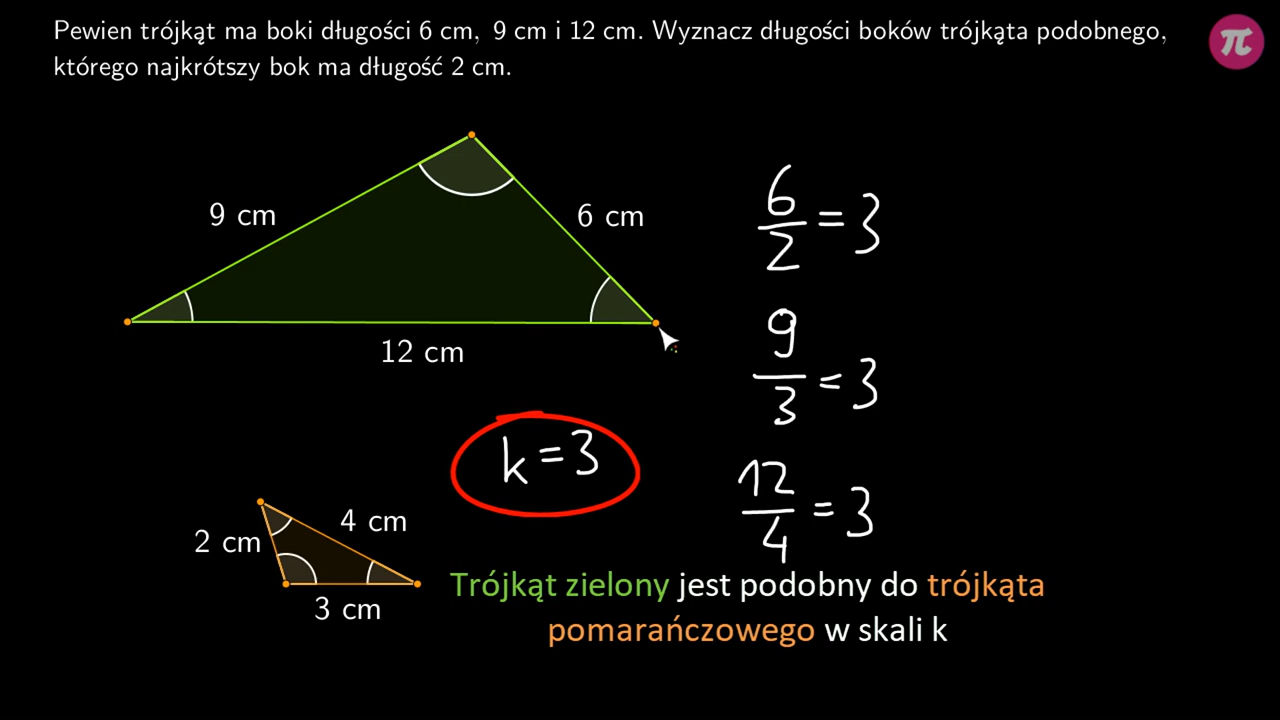 Pewien trójkąt ma boki długości 6 cm, 9 cm i 12 cm. Wyznacz długości boków trójkąta podobnego,
którego najkrótszy bok ma długość 2 cm.
π
9 cm
6 cm
12 cm
6/2 = 3
9/3 = 3
12/4 = 3
k = 3
2 cm
4 cm
3 cm
Trójkąt zielony jest podobny do trójkąta
pomarańczowego w skali k